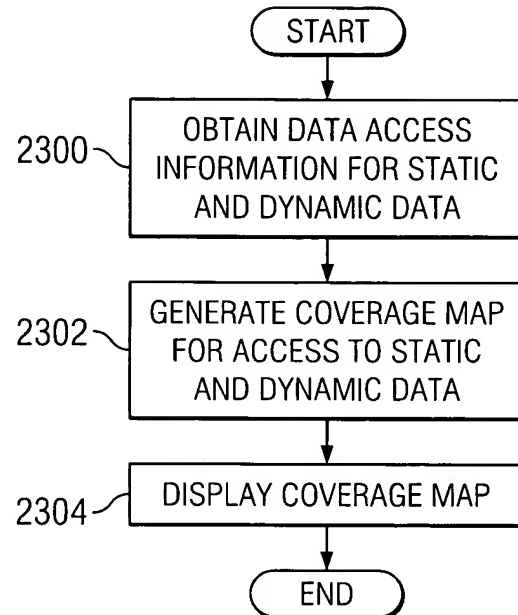 START
2300
OBTAIN DATA ACCESS
INFORMATION FOR STATIC
AND DYNAMIC DATA
2302
GENERATE COVERAGE MAP
FOR ACCESS TO STATIC
AND DYNAMIC DATA
2304
DISPLAY COVERAGE MAP
END